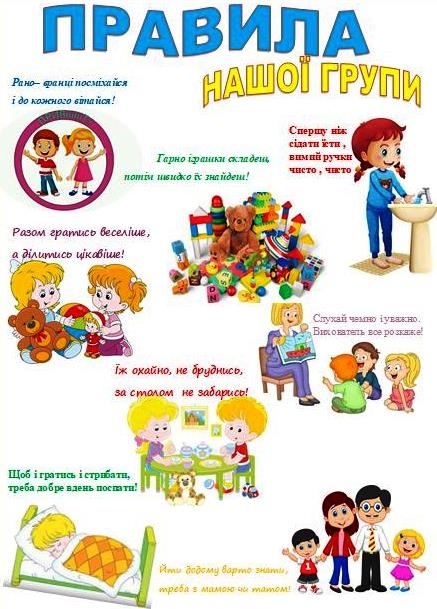 ПРАВИЛА
НАШОЇ ГРУПИ
Рано– вранці посміхайся
і до кожного вітайся!
Спершу ніж
сідати їсти ,
вимий ручки
чисто , чисто
Гарно іграшки складеш,
потім швидко їх знайдеш!
Разом гратись веселіше,
а ділитись цікавіше!
Слухай чемно і уважно.
Вихователь все розкаже!
Їж охайно, не бруднись,
за столом не забарись!
Щоб і гратись і стрибати,
треба добре вдень поспати!
Йти додому варто знати,
треба з мамою чи татом!